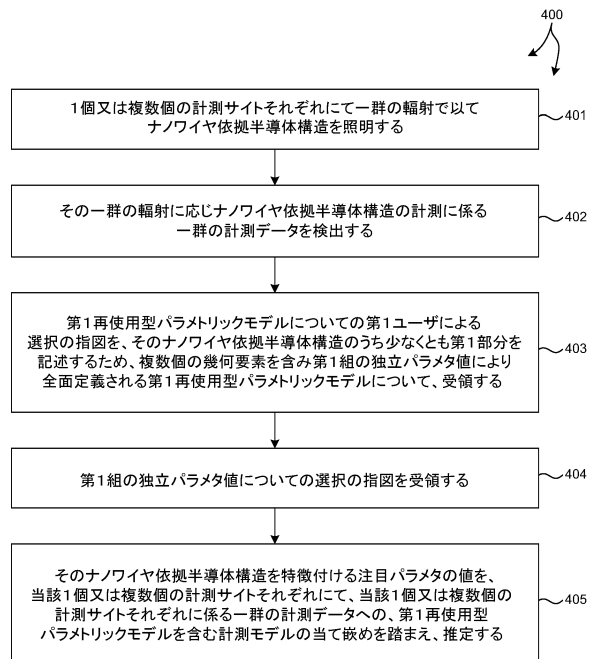 400
1個又は複数個の計測サイトそれぞれにて一群の輻射で以て
ナノワイヤ依拠半導体構造を照明する
401
その一群の輻射に応じナノワイヤ依拠半導体構造の計測に係る
一群の計測データを検出する
402
第1再使用型パラメトリックモデルについての第1ユーザによる
選択の指図を、そのナノワイヤ依拠半導体構造のうち少なくとも第1部分を
記述するため、複数個の幾何要素を含み第1組の独立パラメタ値により
全面定義される第1再使用型パラメトリックモデルについて、受領する
403
第1組の独立パラメタ値についての選択の指図を受領する
404
そのナノワイヤ依拠半導体構造を特徴付ける注目パラメタの値を、
当該1個又は複数個の計測サイトそれぞれにて、当該1個又は複数個の
計測サイトそれぞれに係る一群の計測データへの、第1再使用型
パラメトリックモデルを含む計測モデルの当て嵌めを踏まえ、推定する
405